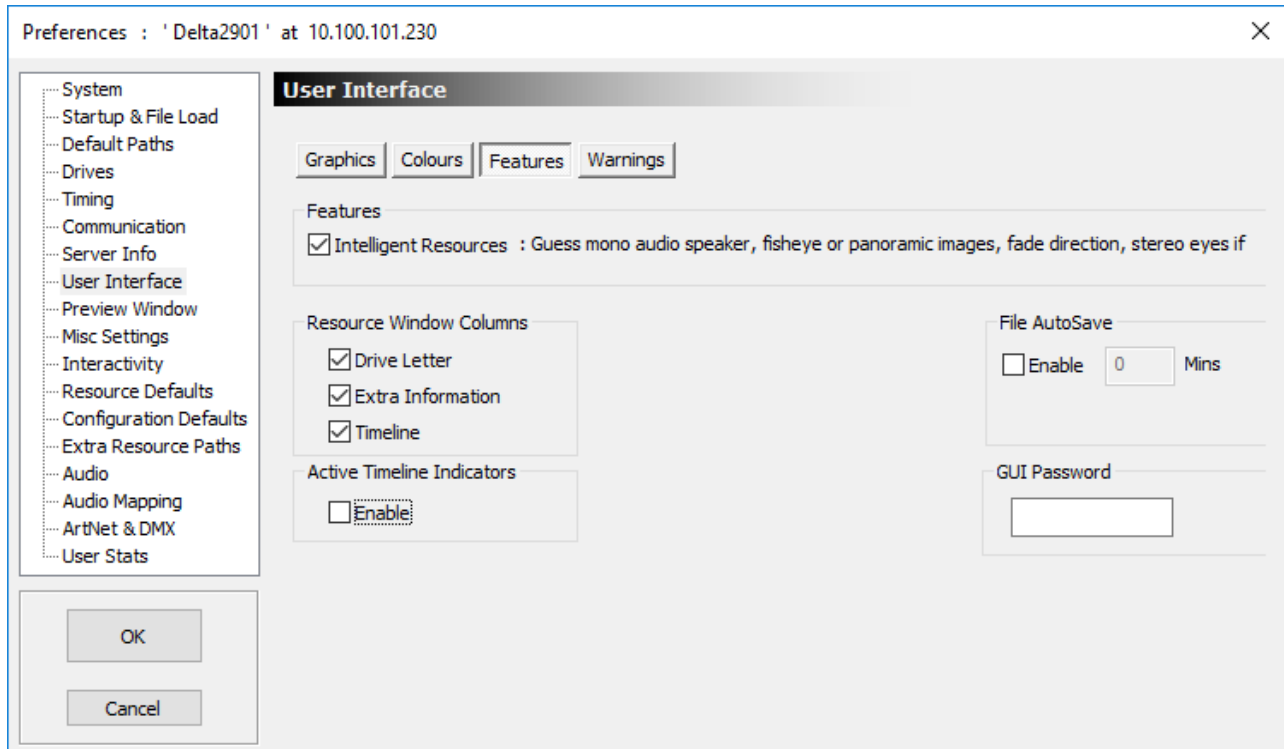 Preferences : ' Delta2901 ' at 10.100.101.230
System
Startup & File Load
Default Paths
Drives
Timing
Communication
Server Info
User Interface
Preview Window
Misc Settings
Interactivity
Resource Defaults
Configuration Defaults
Extra Resource Paths
Audio
Audio Mapping
ArtNet & DMX
User Stats
OK
Cancel
User Interface
Graphics Colours Features Warnings
Features
Intelligent Resources : Guess mono audio speaker, fisheye or panoramic images, fade direction, stereo eyes if
Resource Window Columns
Drive Letter
Extra Information
Timeline
File AutoSave
Enable 0 Mins
Active Timeline Indicators
Enable
GUI Password